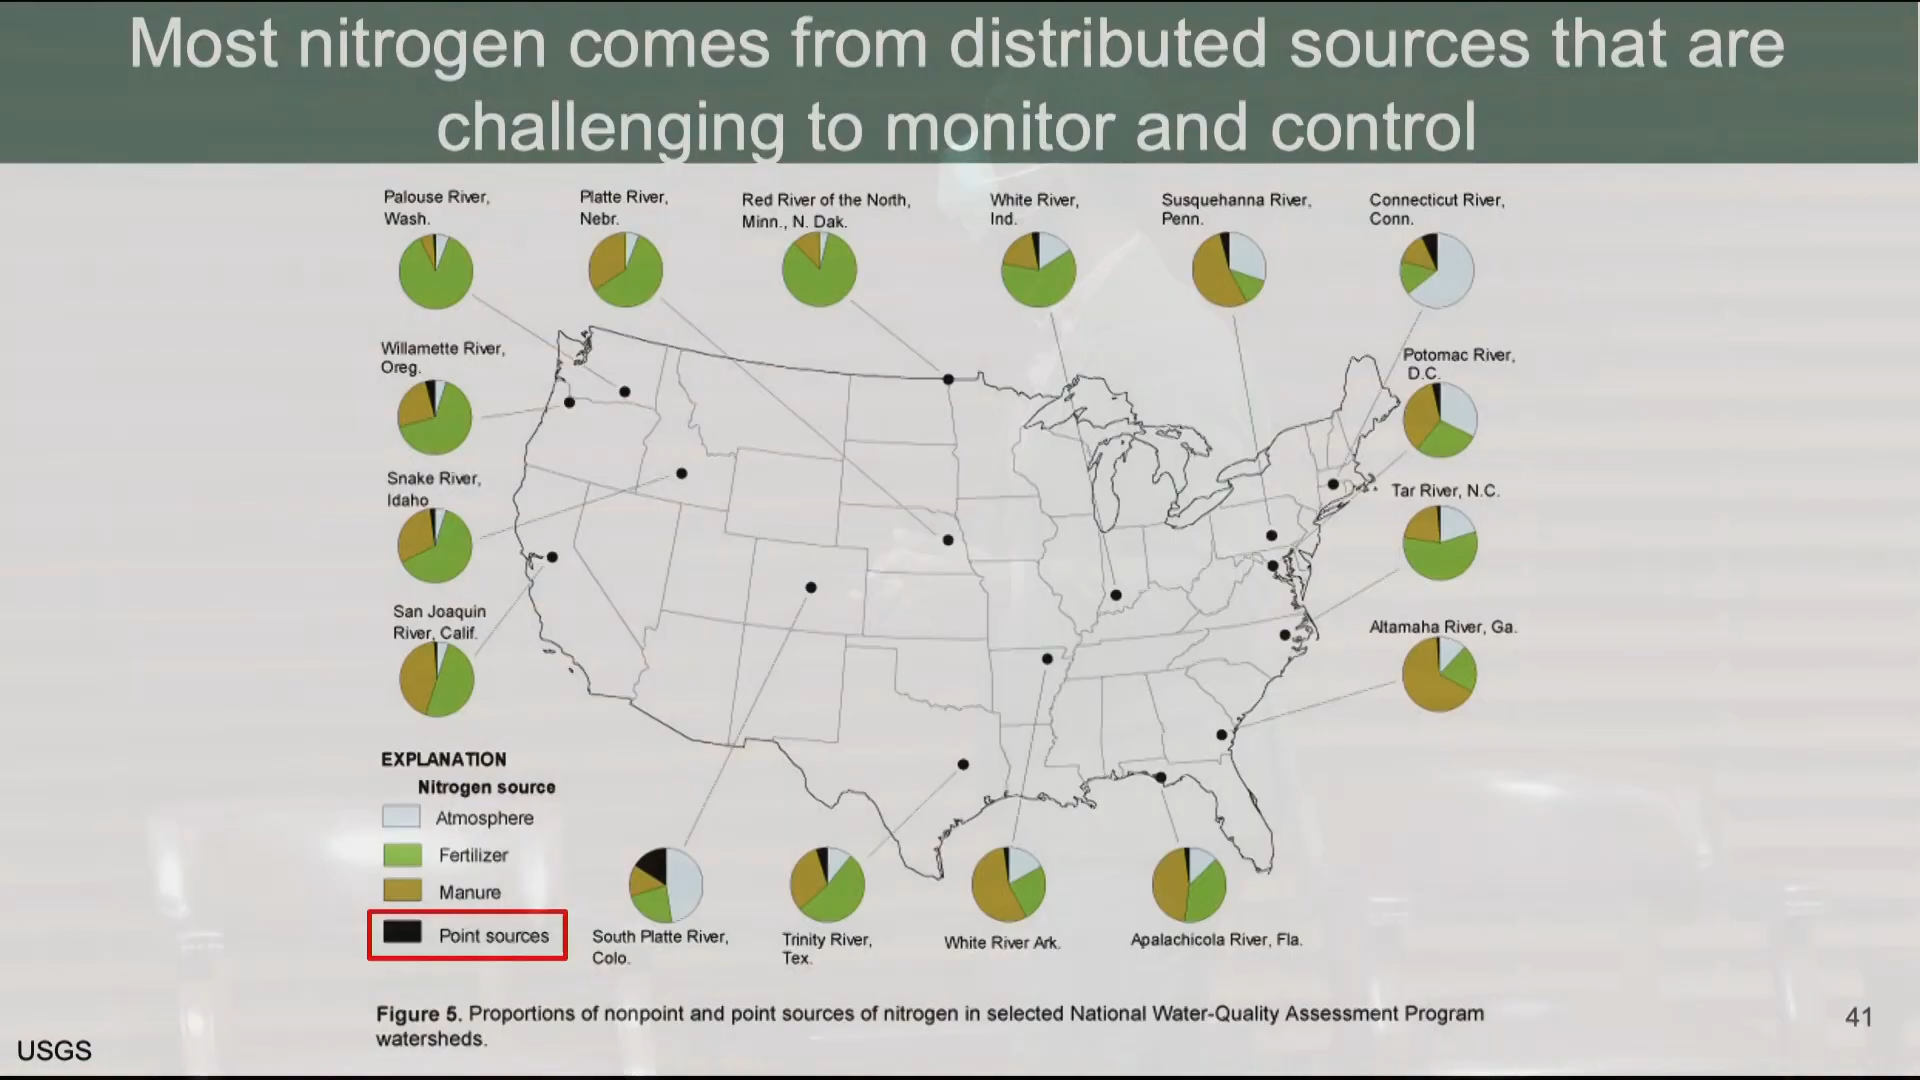 Most nitrogen comes from distributed sources that are
challenging to monitor and control
Palouse River,
Wash.
Platte River,
Nebr.
Red River of the North,
Minn., N. Dak.
White River,
Ind.
Susquehanna River,
Penn.
Connecticut River,
Conn.
Willamette River,
Oreg.
Potomac River,
D.C.
Snake River,
Idaho
Tar River, N.C.
San Joaquin
River, Calif.
Altamaha River, Ga.
EXPLANATION
Nitrogen source
Atmosphere
Fertilizer
Manure
Point sources
South Platte River,
Colo.
Trinity River,
Tex.
White River Ark.
Apalachicola River, Fla.
Figure 5. Proportions of nonpoint and point sources of nitrogen in selected National Water-Quality Assessment Program
watersheds.
41
USGS